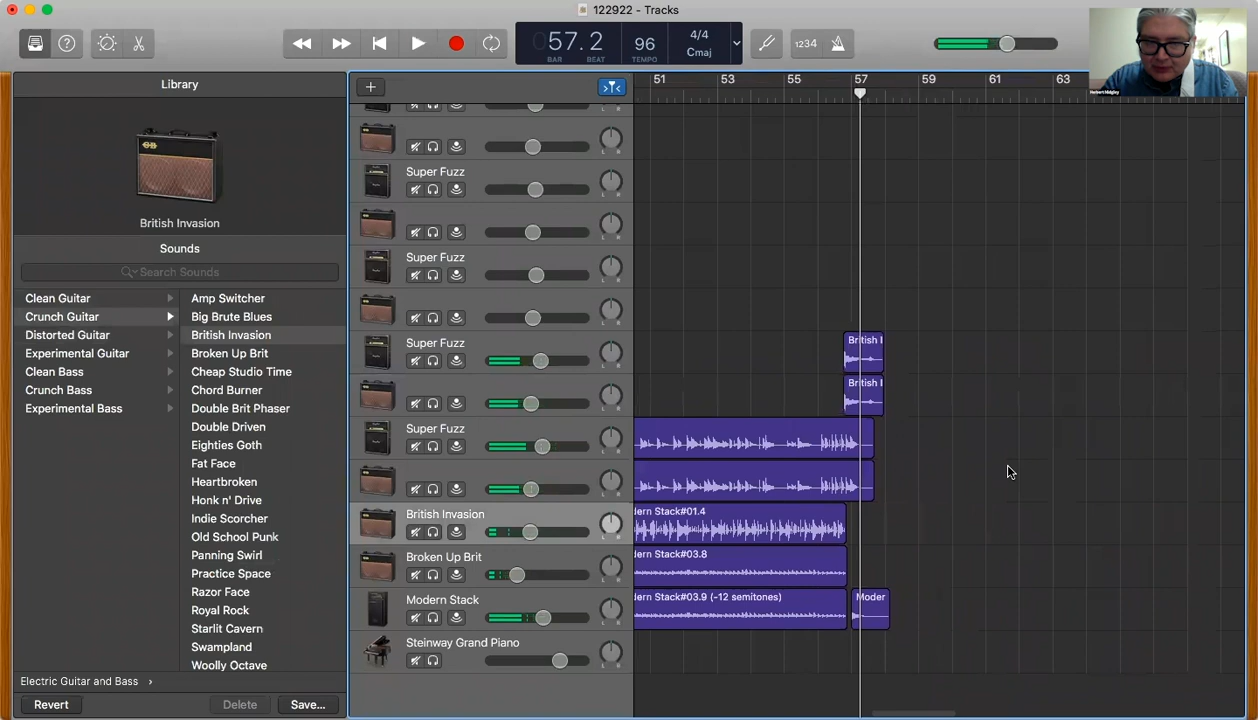 122922 - Tracks
057.2
BAR BEAT
96
TEMPO
4/4
Cmaj
1234
Herbert Midgley
Library
British Invasion
Sounds
Search Sounds
Clean Guitar
Crunch Guitar
Distorted Guitar
Experimental Guitar
Clean Bass
Crunch Bass
Experimental Bass
Amp Switcher
Big Brute Blues
British Invasion
Broken Up Brit
Cheap Studio Time
Chord Burner
Double Brit Phaser
Double Driven
Eighties Goth
Fat Face
Heartbroken
Honk n' Drive
Indie Scorcher
Old School Punk
Panning Swirl
Practice Space
Razor Face
Royal Rock
Starlit Cavern
Swampland
Woolly Octave
Electric Guitar and Bass
Revert
Delete
Save...
51 53 55 57 59 61 63
Super Fuzz
Super Fuzz
Super Fuzz
British I
British I
Super Fuzz
British Invasion
dern Stack#01.4
Broken Up Brit
dern Stack#03.8
Modern Stack
dern Stack#03.9 (-12 semitones)
Moder
Steinway Grand Piano